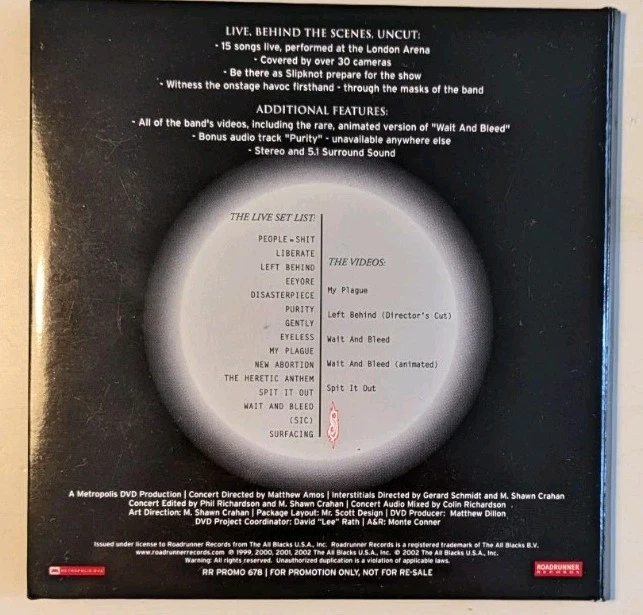 LIVE, BEHIND THE SCENES, UNCUT:
- 15 songs live, performed at the London Arena
- Covered by over 30 cameras
- Be there as Slipknot prepare for the show
- Witness the onstage havoc firsthand - through the masks of the band
ADDITIONAL FEATURES:
- All of the band's videos, including the rare, animated version of "Wait And Bleed"
- Bonus audio track "Purity" - unavailable anywhere else
- Stereo and 5.1 Surround Sound
THE LIVE SET LIST:
PEOPLE=SHIT
LIBERATE
LEFT BEHIND
EEYORE
DISASTERPIECE
PURITY
GENTLY
EYELESS
MY PLAGUE
NEW ABORTION
THE HERETIC ANTHEM
SPIT IT OUT
WAIT AND BLEED
(SIC)
SURFACING
THE VIDEOS:
My Plague
Left Behind (Director's Cut)
Wait And Bleed
Wait And Bleed (animated)
Spit It Out
A Metropolis DVD Production | Concert Directed by Matthew Amos | Interstitials Directed by Gerard Schmidt and M. Shawn Crahan
Concert Edited by Phil Richardson and M. Shawn Crahan | Concert Audio Mixed by Colin Richardson
Art Direction: M. Shawn Crahan | Package Layout: Mr. Scott Design | DVD Producer: Matthew Dillon
DVD Project Coordinator: David "Lee" Rath | A&R: Monte Conner
Issued under license to Roadrunner Records from The All Blacks U.S.A., Inc. Roadrunner Records is a registered trademark of The All Blacks B.V.
www.roadrunnerrecords.com ℗ 1999, 2000, 2001, 2002 The All Blacks U.S.A., Inc. © 2002 The All Blacks U.S.A., Inc.
Warning: All rights reserved. Unauthorized duplication is a violation of applicable laws.
RR PROMO 678 | FOR PROMOTION ONLY, NOT FOR RE-SALE
METROPOLIS DVD
ROADRUNNER
RECORDS